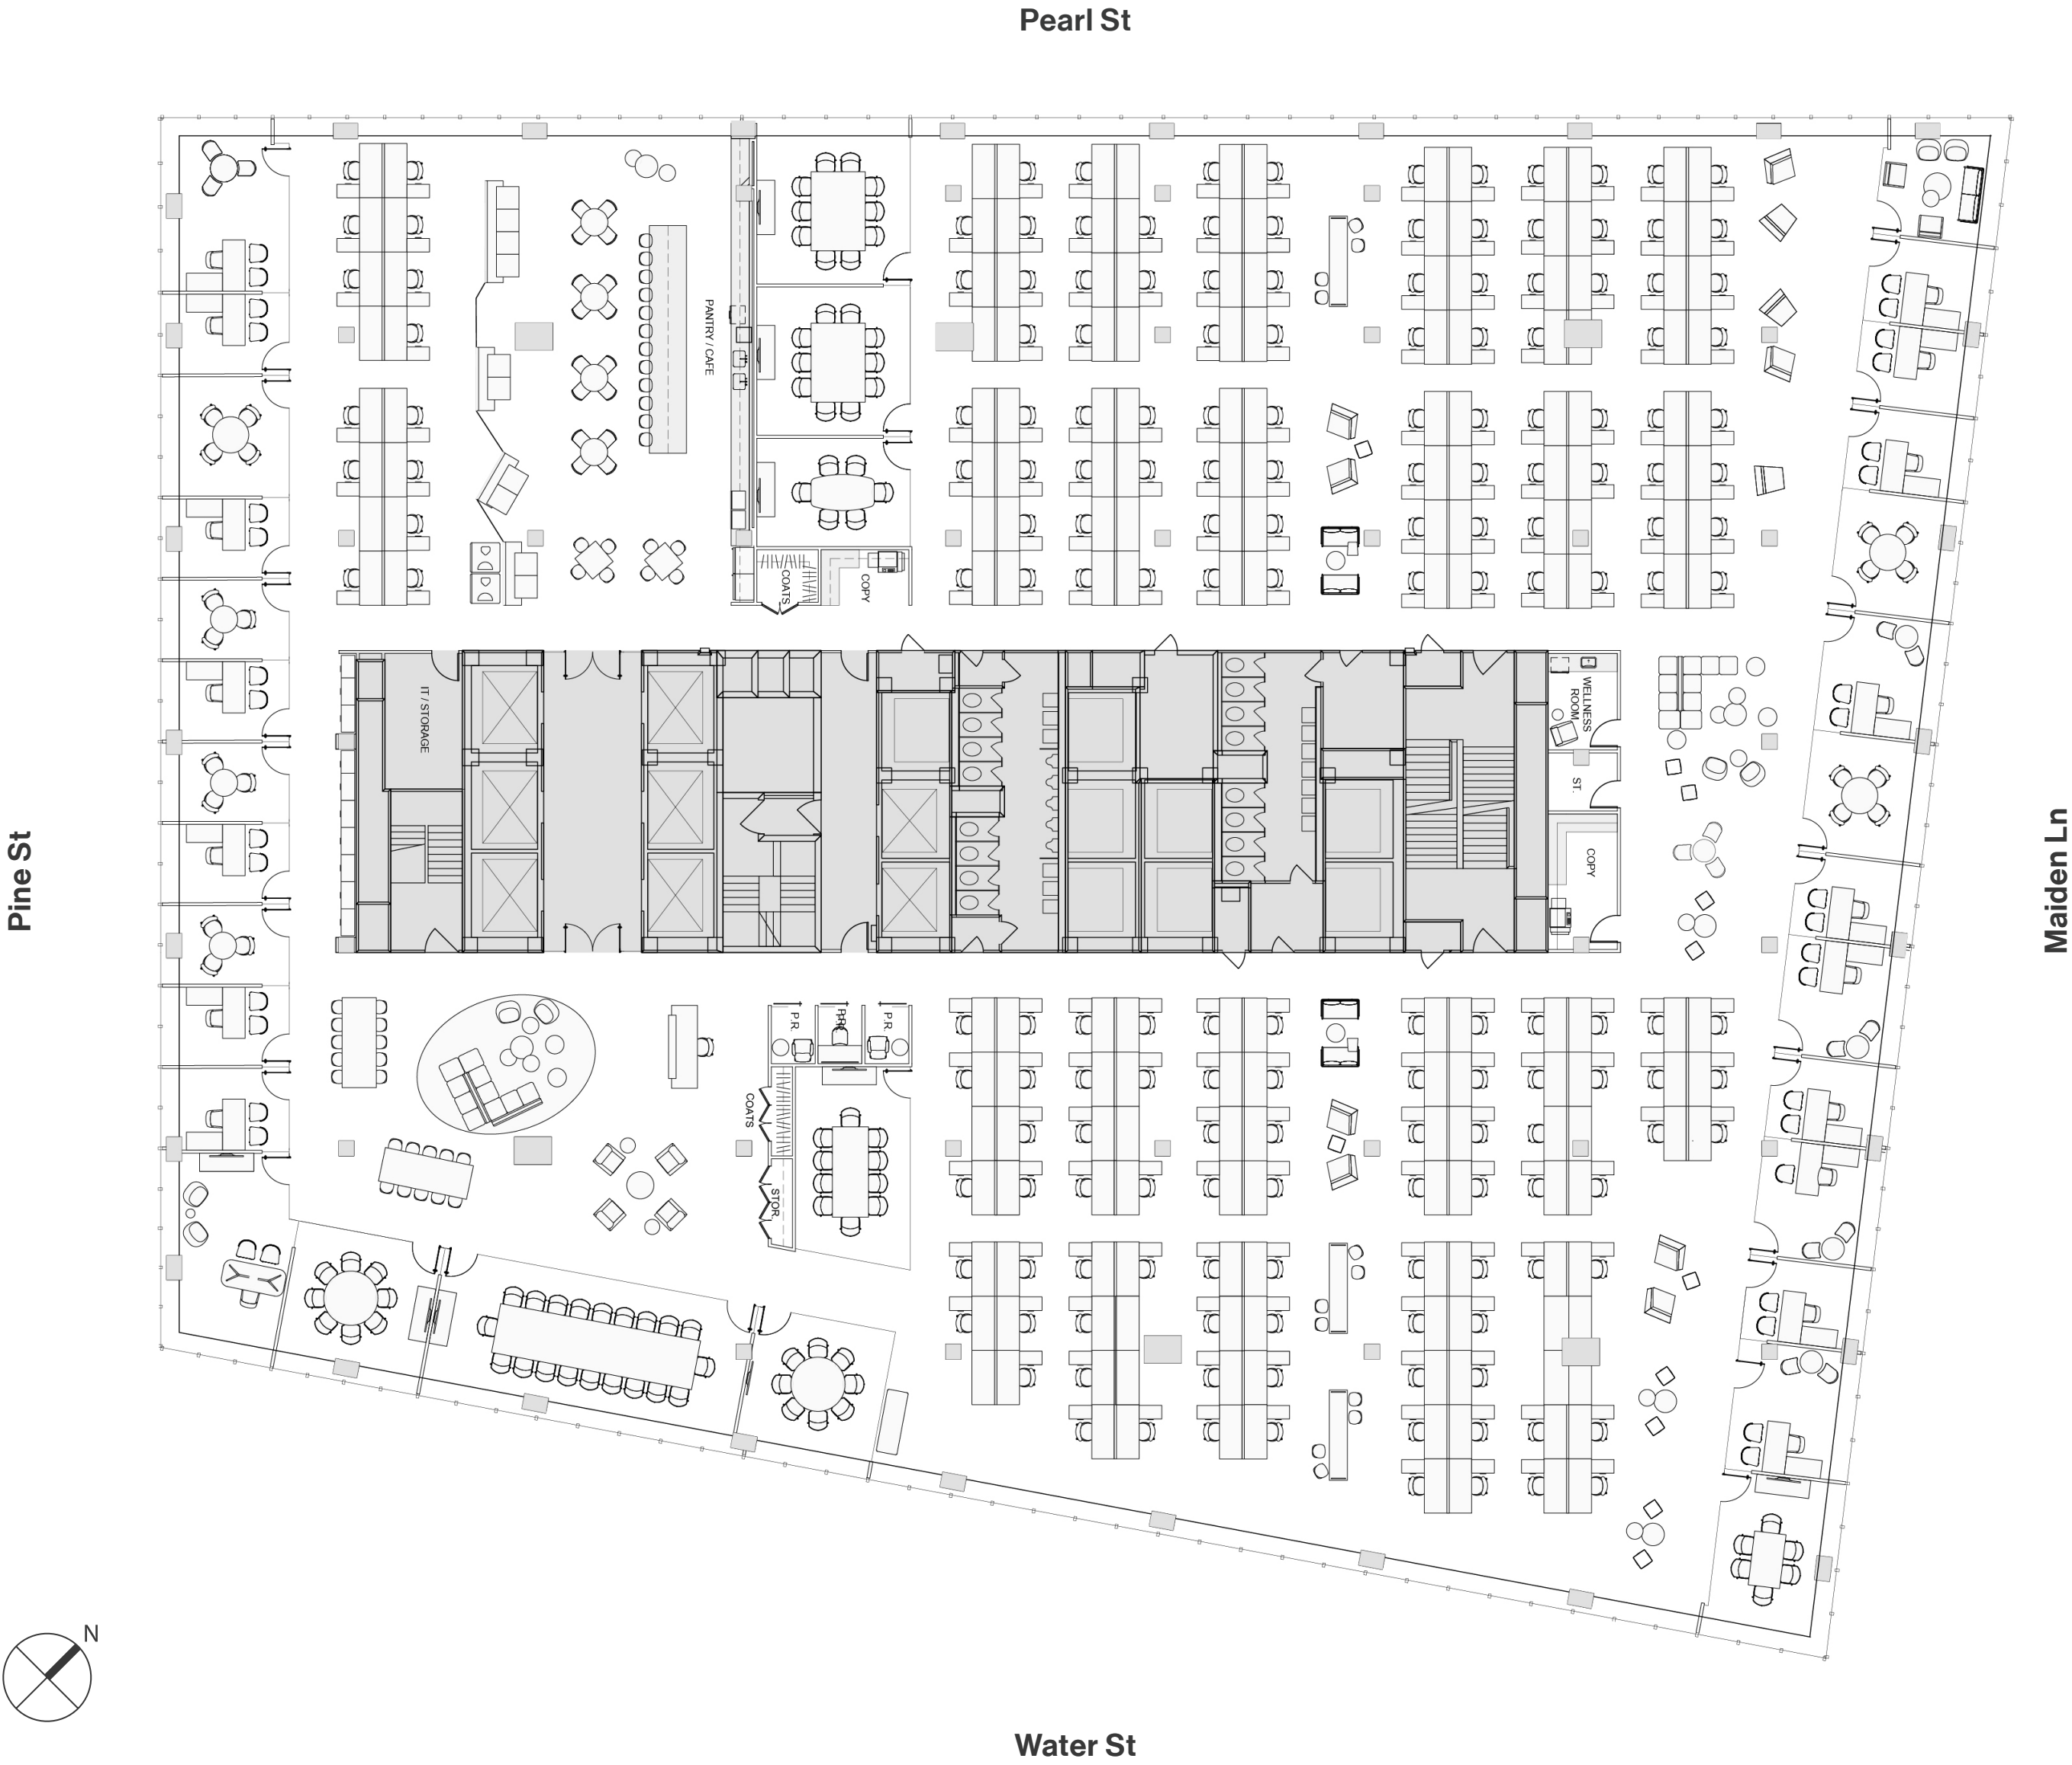 Pearl St
PANTRY / CAFE
COATS
COPY
Pine St
IT / STORAGE
WELLNESS
ROOM
ST.
COPY
Maiden Ln
P.R.
P.R.
P.R.
COATS
STOR
N
Water St